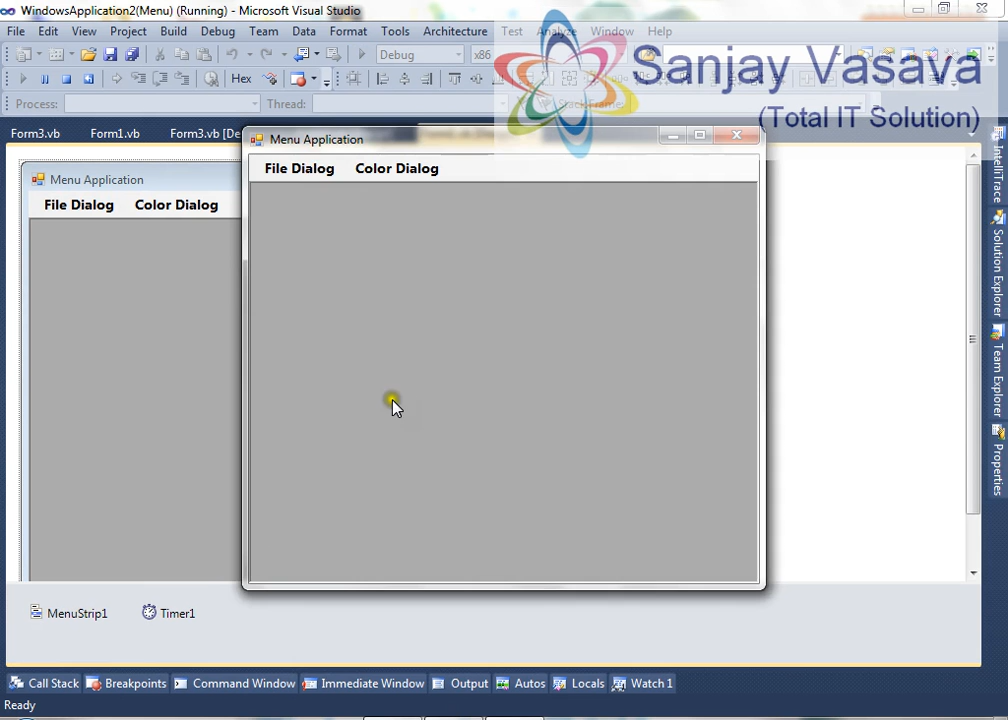 WindowsApplication2(Menu) (Running) - Microsoft Visual Studio
File Edit View Project Build Debug Team Data Format Tools Architecture Test Analyze Window Help
Debug x86
Hex
Process: Thread: Stack Frame:
Sanjay Vasava
(Total IT Solution)
Form3.vb Form1.vb Form3.vb [De
Menu Application
File Dialog Color Dialog
Menu Application
File Dialog Color Dialog
MenuStrip1 Timer1
IntelliTrace
Solution Explorer
Team Explorer
Properties
Call Stack Breakpoints Command Window Immediate Window Output Autos Locals Watch 1
Ready